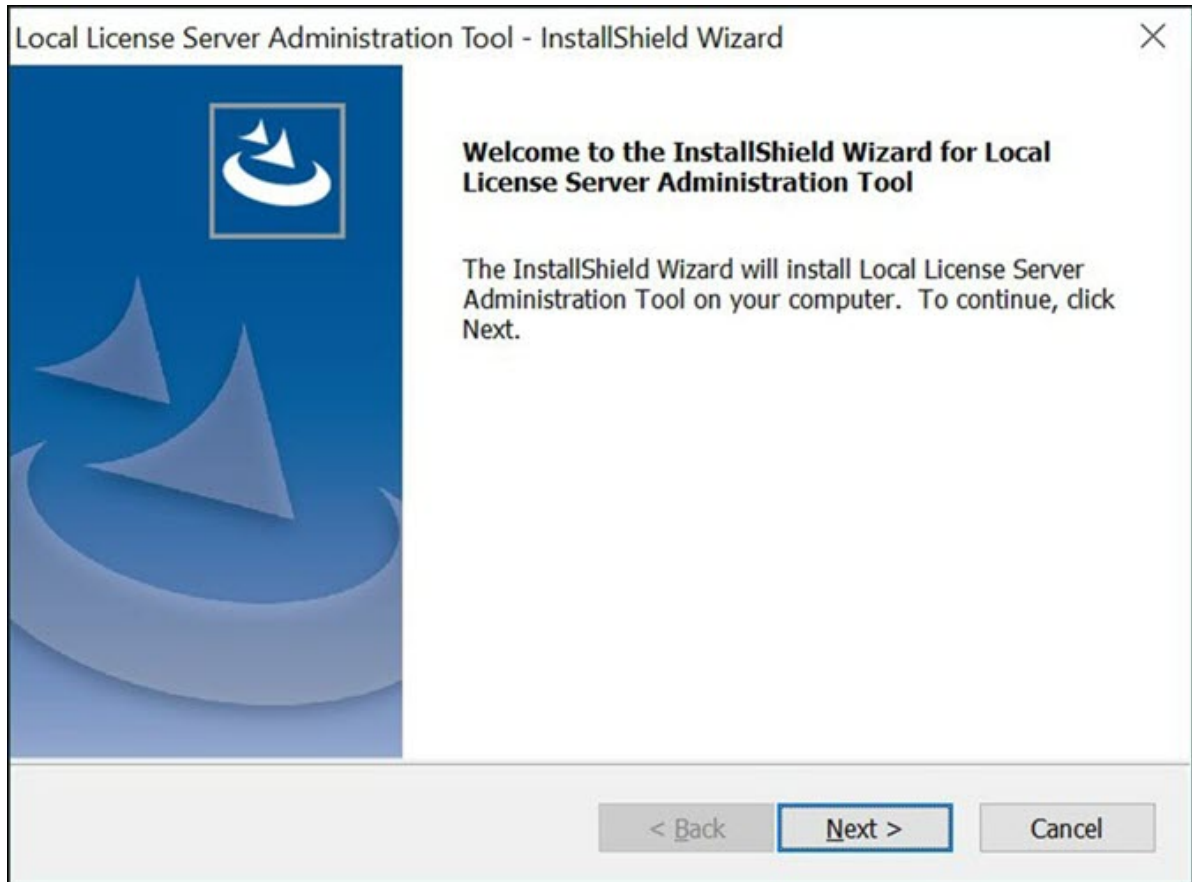 Local License Server Administration Tool - InstallShield Wizard
Welcome to the InstallShield Wizard for Local
License Server Administration Tool
The InstallShield Wizard will install Local License Server
Administration Tool on your computer.  To continue, click
Next.
< Back
Next >
Cancel